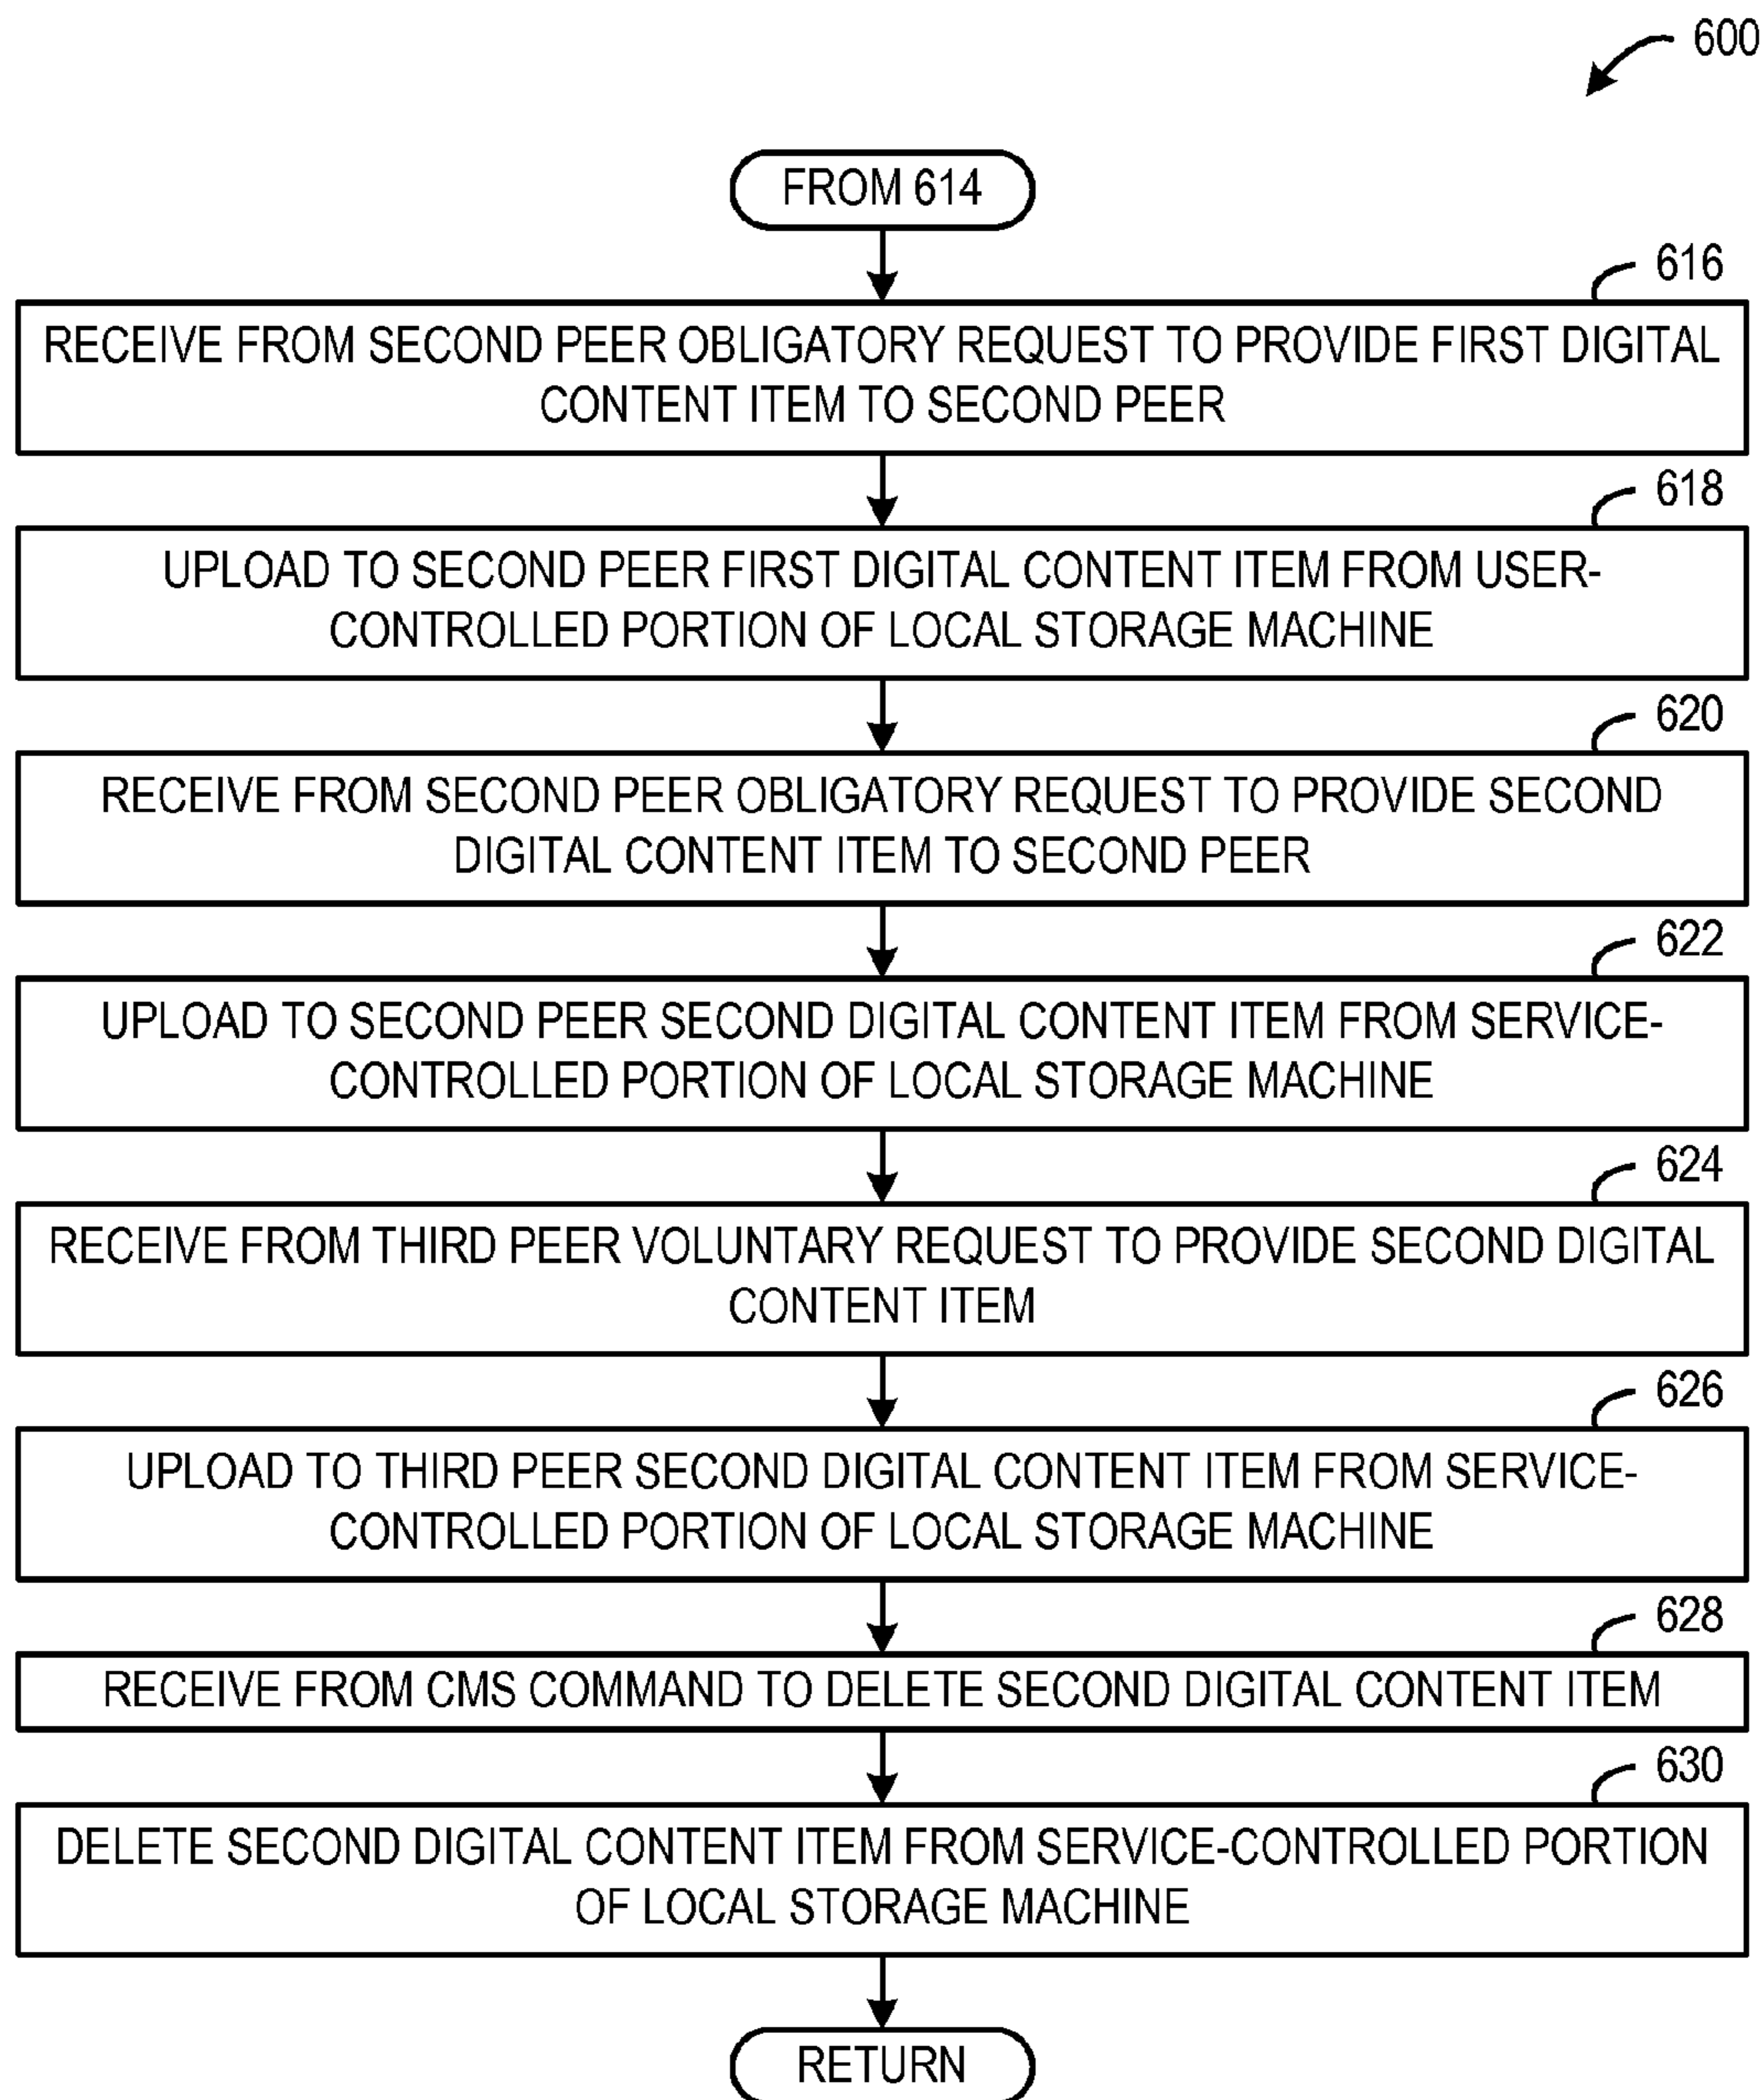 600
FROM 614
616
RECEIVE FROM SECOND PEER OBLIGATORY REQUEST TO PROVIDE FIRST DIGITAL
CONTENT ITEM TO SECOND PEER
618
UPLOAD TO SECOND PEER FIRST DIGITAL CONTENT ITEM FROM USER-
CONTROLLED PORTION OF LOCAL STORAGE MACHINE
620
RECEIVE FROM SECOND PEER OBLIGATORY REQUEST TO PROVIDE SECOND
DIGITAL CONTENT ITEM TO SECOND PEER
622
UPLOAD TO SECOND PEER SECOND DIGITAL CONTENT ITEM FROM SERVICE-
CONTROLLED PORTION OF LOCAL STORAGE MACHINE
624
RECEIVE FROM THIRD PEER VOLUNTARY REQUEST TO PROVIDE SECOND DIGITAL
CONTENT ITEM
626
UPLOAD TO THIRD PEER SECOND DIGITAL CONTENT ITEM FROM SERVICE-
CONTROLLED PORTION OF LOCAL STORAGE MACHINE
628
RECEIVE FROM CMS COMMAND TO DELETE SECOND DIGITAL CONTENT ITEM
630
DELETE SECOND DIGITAL CONTENT ITEM FROM SERVICE-CONTROLLED PORTION
OF LOCAL STORAGE MACHINE
RETURN